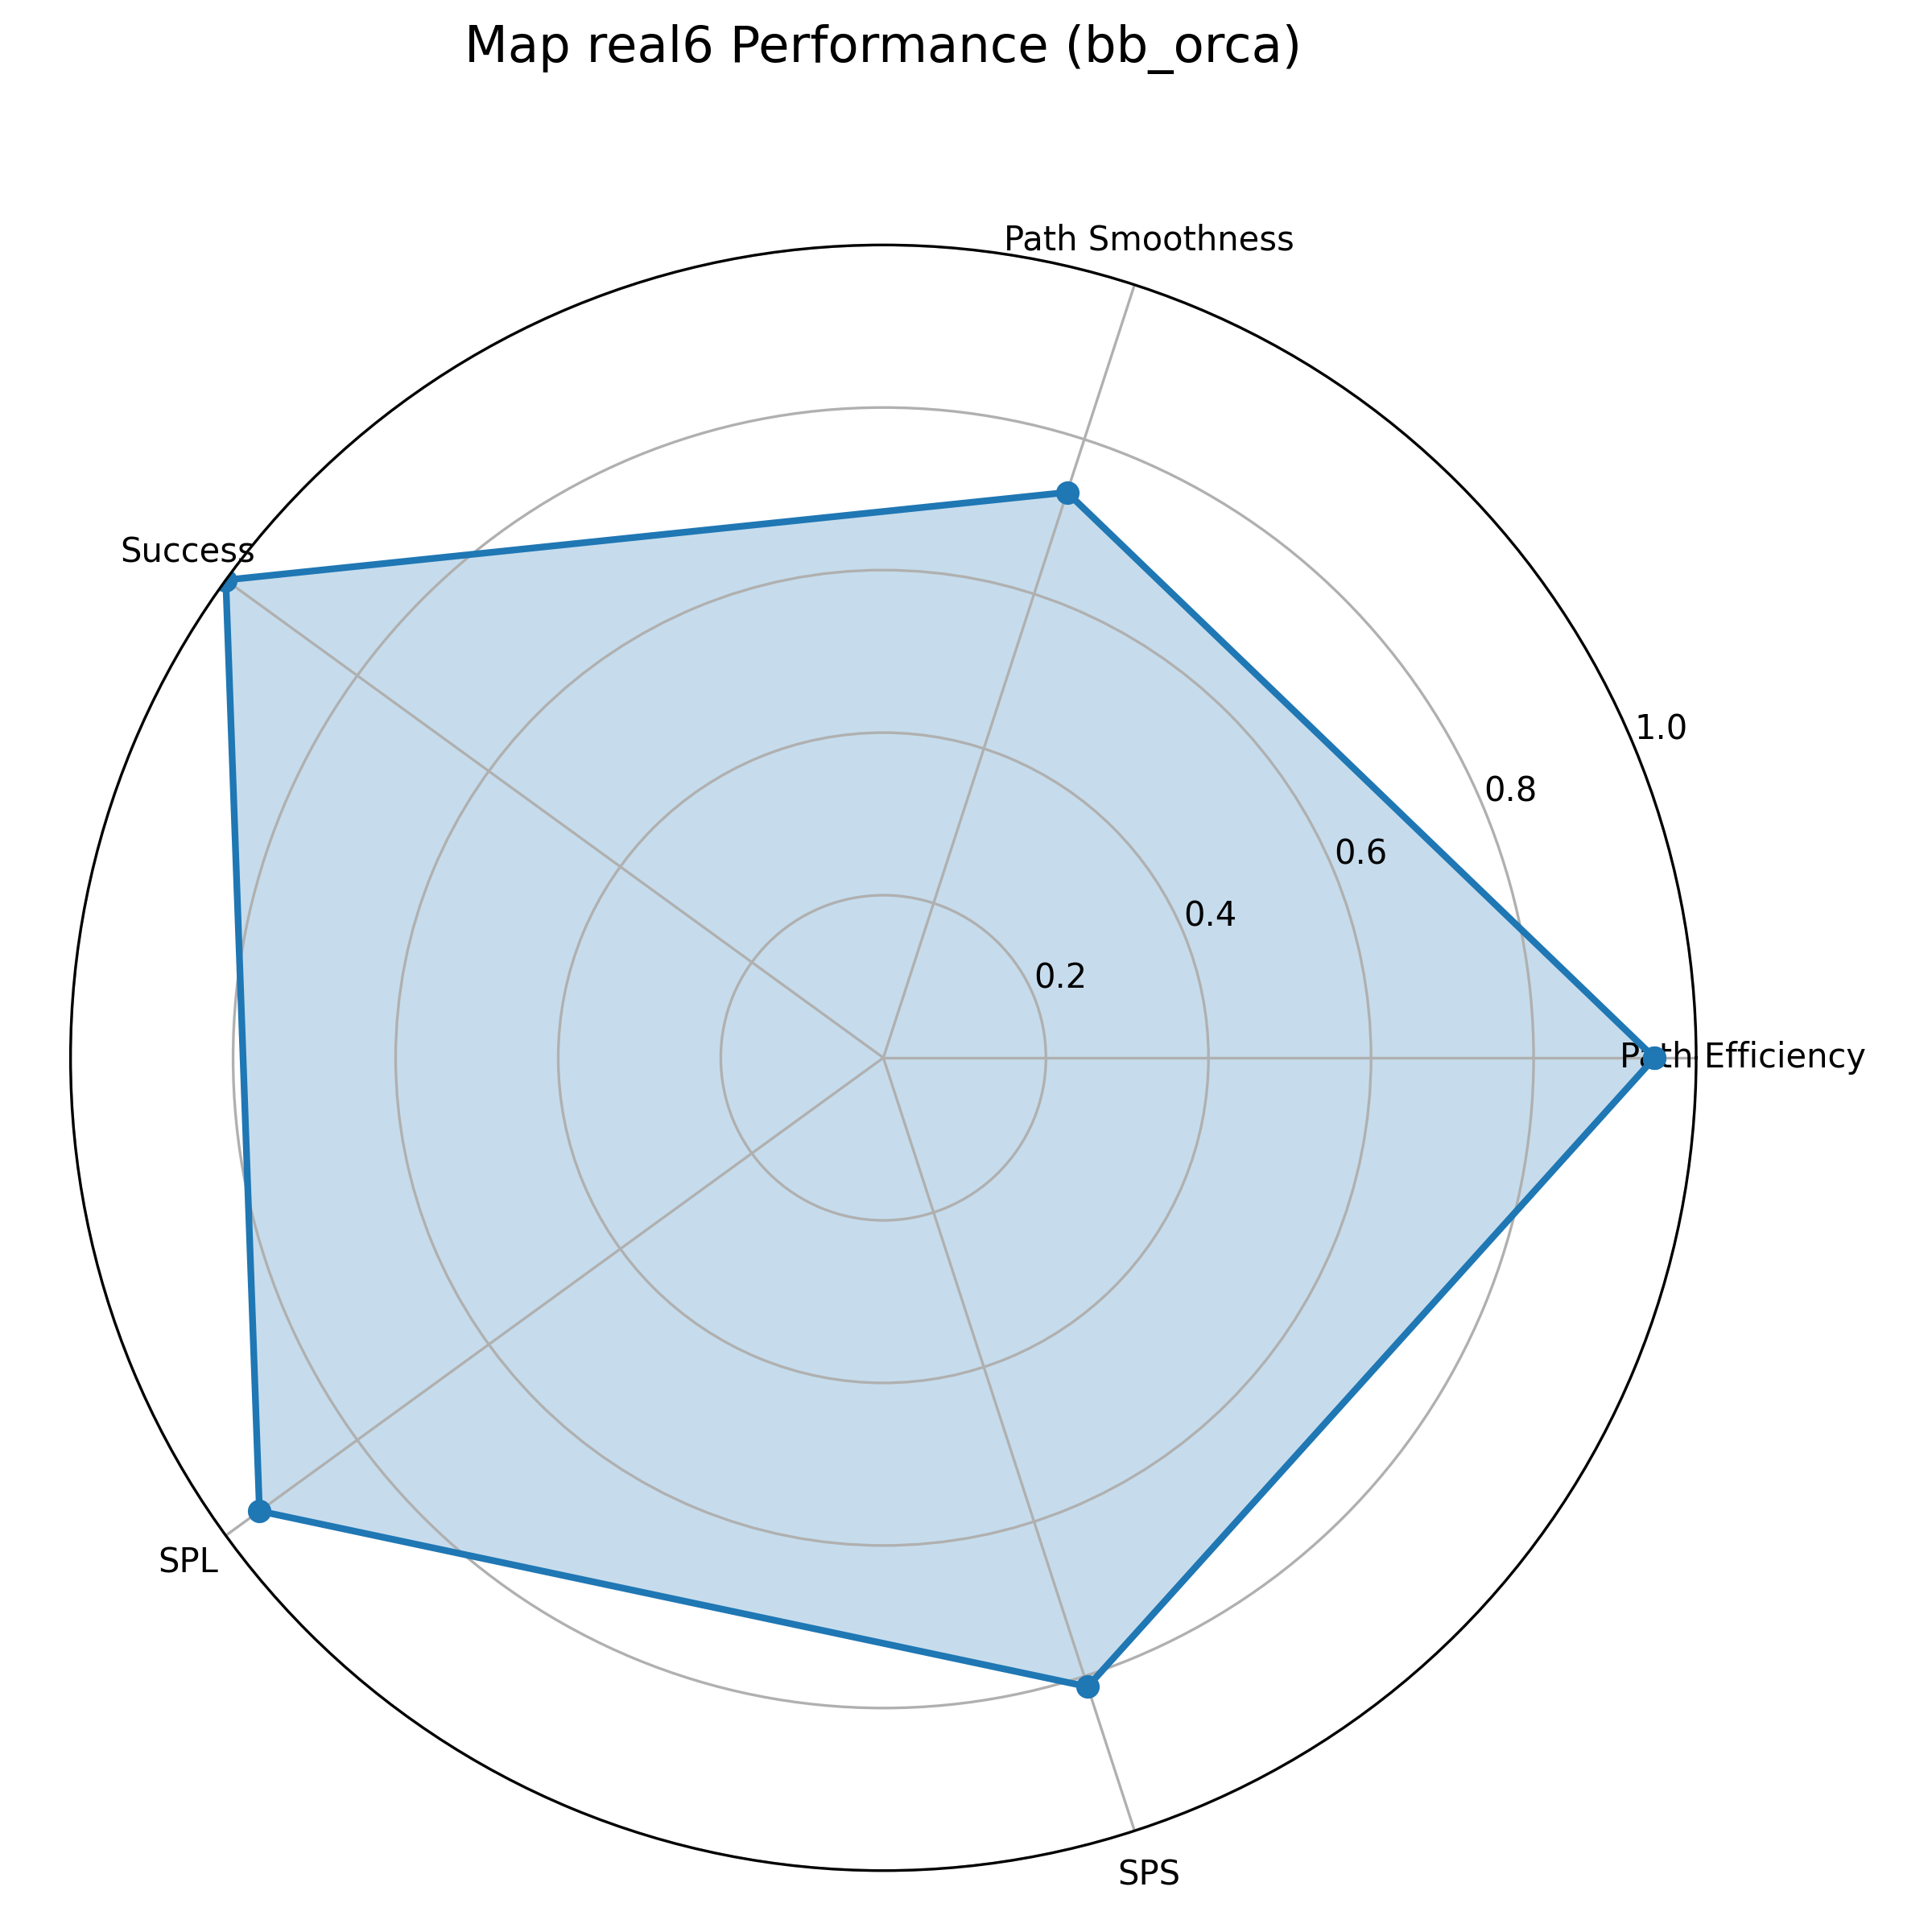 Map real6 Performance (bb_orca)
Path Smoothness
Success
1.0
0.8
0.6
0.4
0.2
Path Efficiency
SPL
SPS